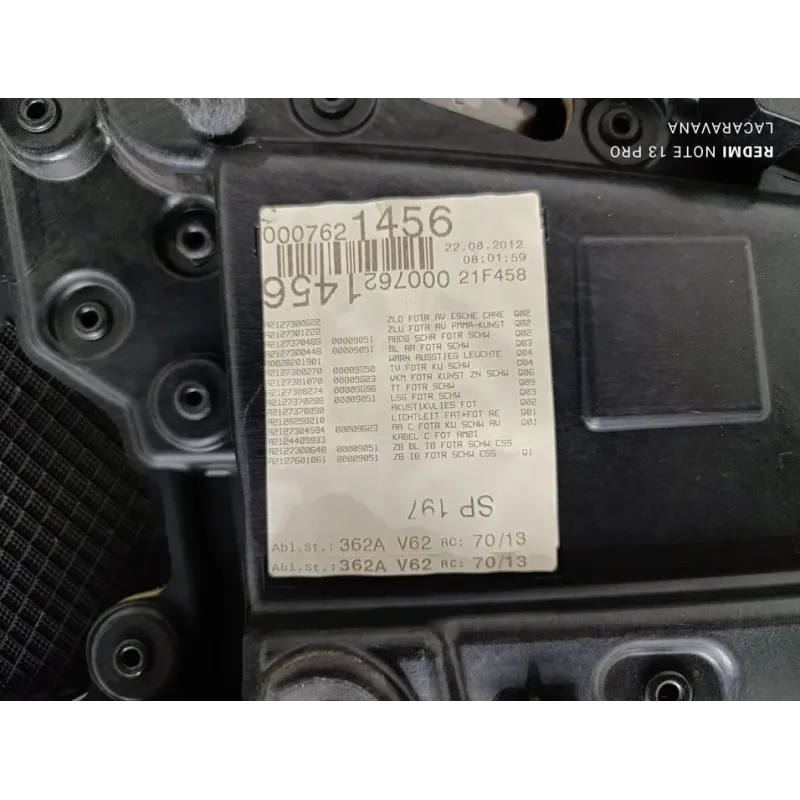 LACARAVANA
REDMI NOTE 13 PRO
0007621456
22.08.2012
08:01:59
0007621456
21F458
A2127300622 ZLD FOTR AV ESCHE CARE Q02
A2127301222 ZLU FOTR AV PMMA-KUNST Q02
A2127370489 00009051 ABDG SCHA FOTR SCHW Q02
A2127300448 00009051 BL AA FOTR SCHW Q03
A0028201901 WARN AUSSTIEG LEUCHTE Q04
A2127300270 00009G50 TV FOTR KU SCHW Q04
A2127301070 00009G23 VKM FOTR KUNST ZN SCHW Q06
A2127308274 00009G56 TT FOTR SCHW Q09
A2127370288 00009051 LSG FOTR SCHW Q03
A2127370090 AKUSTIKVLIES FOT Q02
A2128250210 LICHTLEIT FAT+FOT RE Q01
A2127304594 00009G23 AA C FOTR KU SCHW AV Q01
A2124405933 KABEL C FOT AMBI
A2127300648 00009051 ZB BL IB FOTR SCHW CSS
A2127601061 00009051 ZB IB FOTR SCHW CSS Q1
SP 197
Abl.St.: 362A V62 RC: 70/13
Abl.St.: 362A V62 RC: 70/13